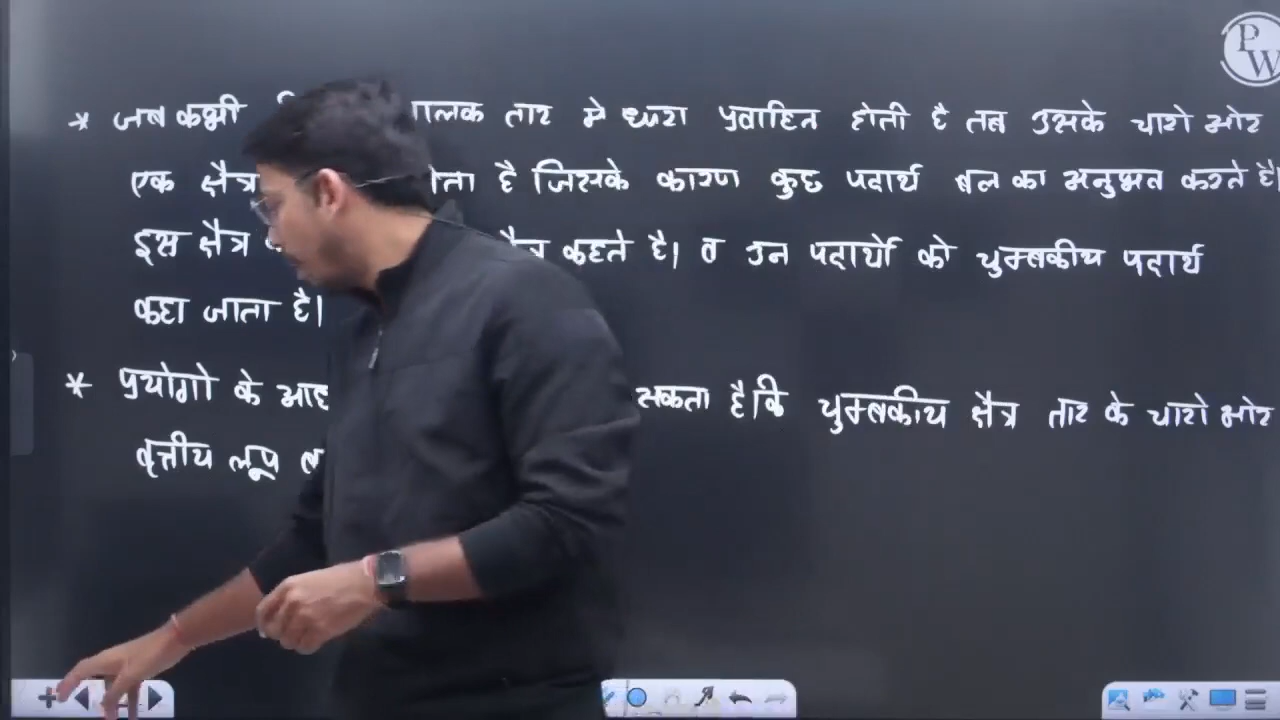 PW
* जब कभी तार मे धारा प्रवाहित होती है तब उसके चारो ओर
एक क्षैत्र है जिसके कारण कुछ पदार्थ बल का अनुभव करते है।
इस क्षैत्र कहते है। व उन पदार्थो को चुम्बकीय पदार्थ
कहा जाता है।
* प्रयोगो के सकता है कि चुम्बकीय क्षैत्र तार के चारो ओर
वृत्तीय लूप